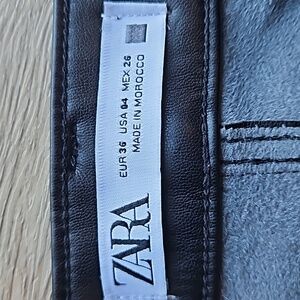 ZARA
EUR 36 USA 04 MEX 26
MADE IN MOROCCO